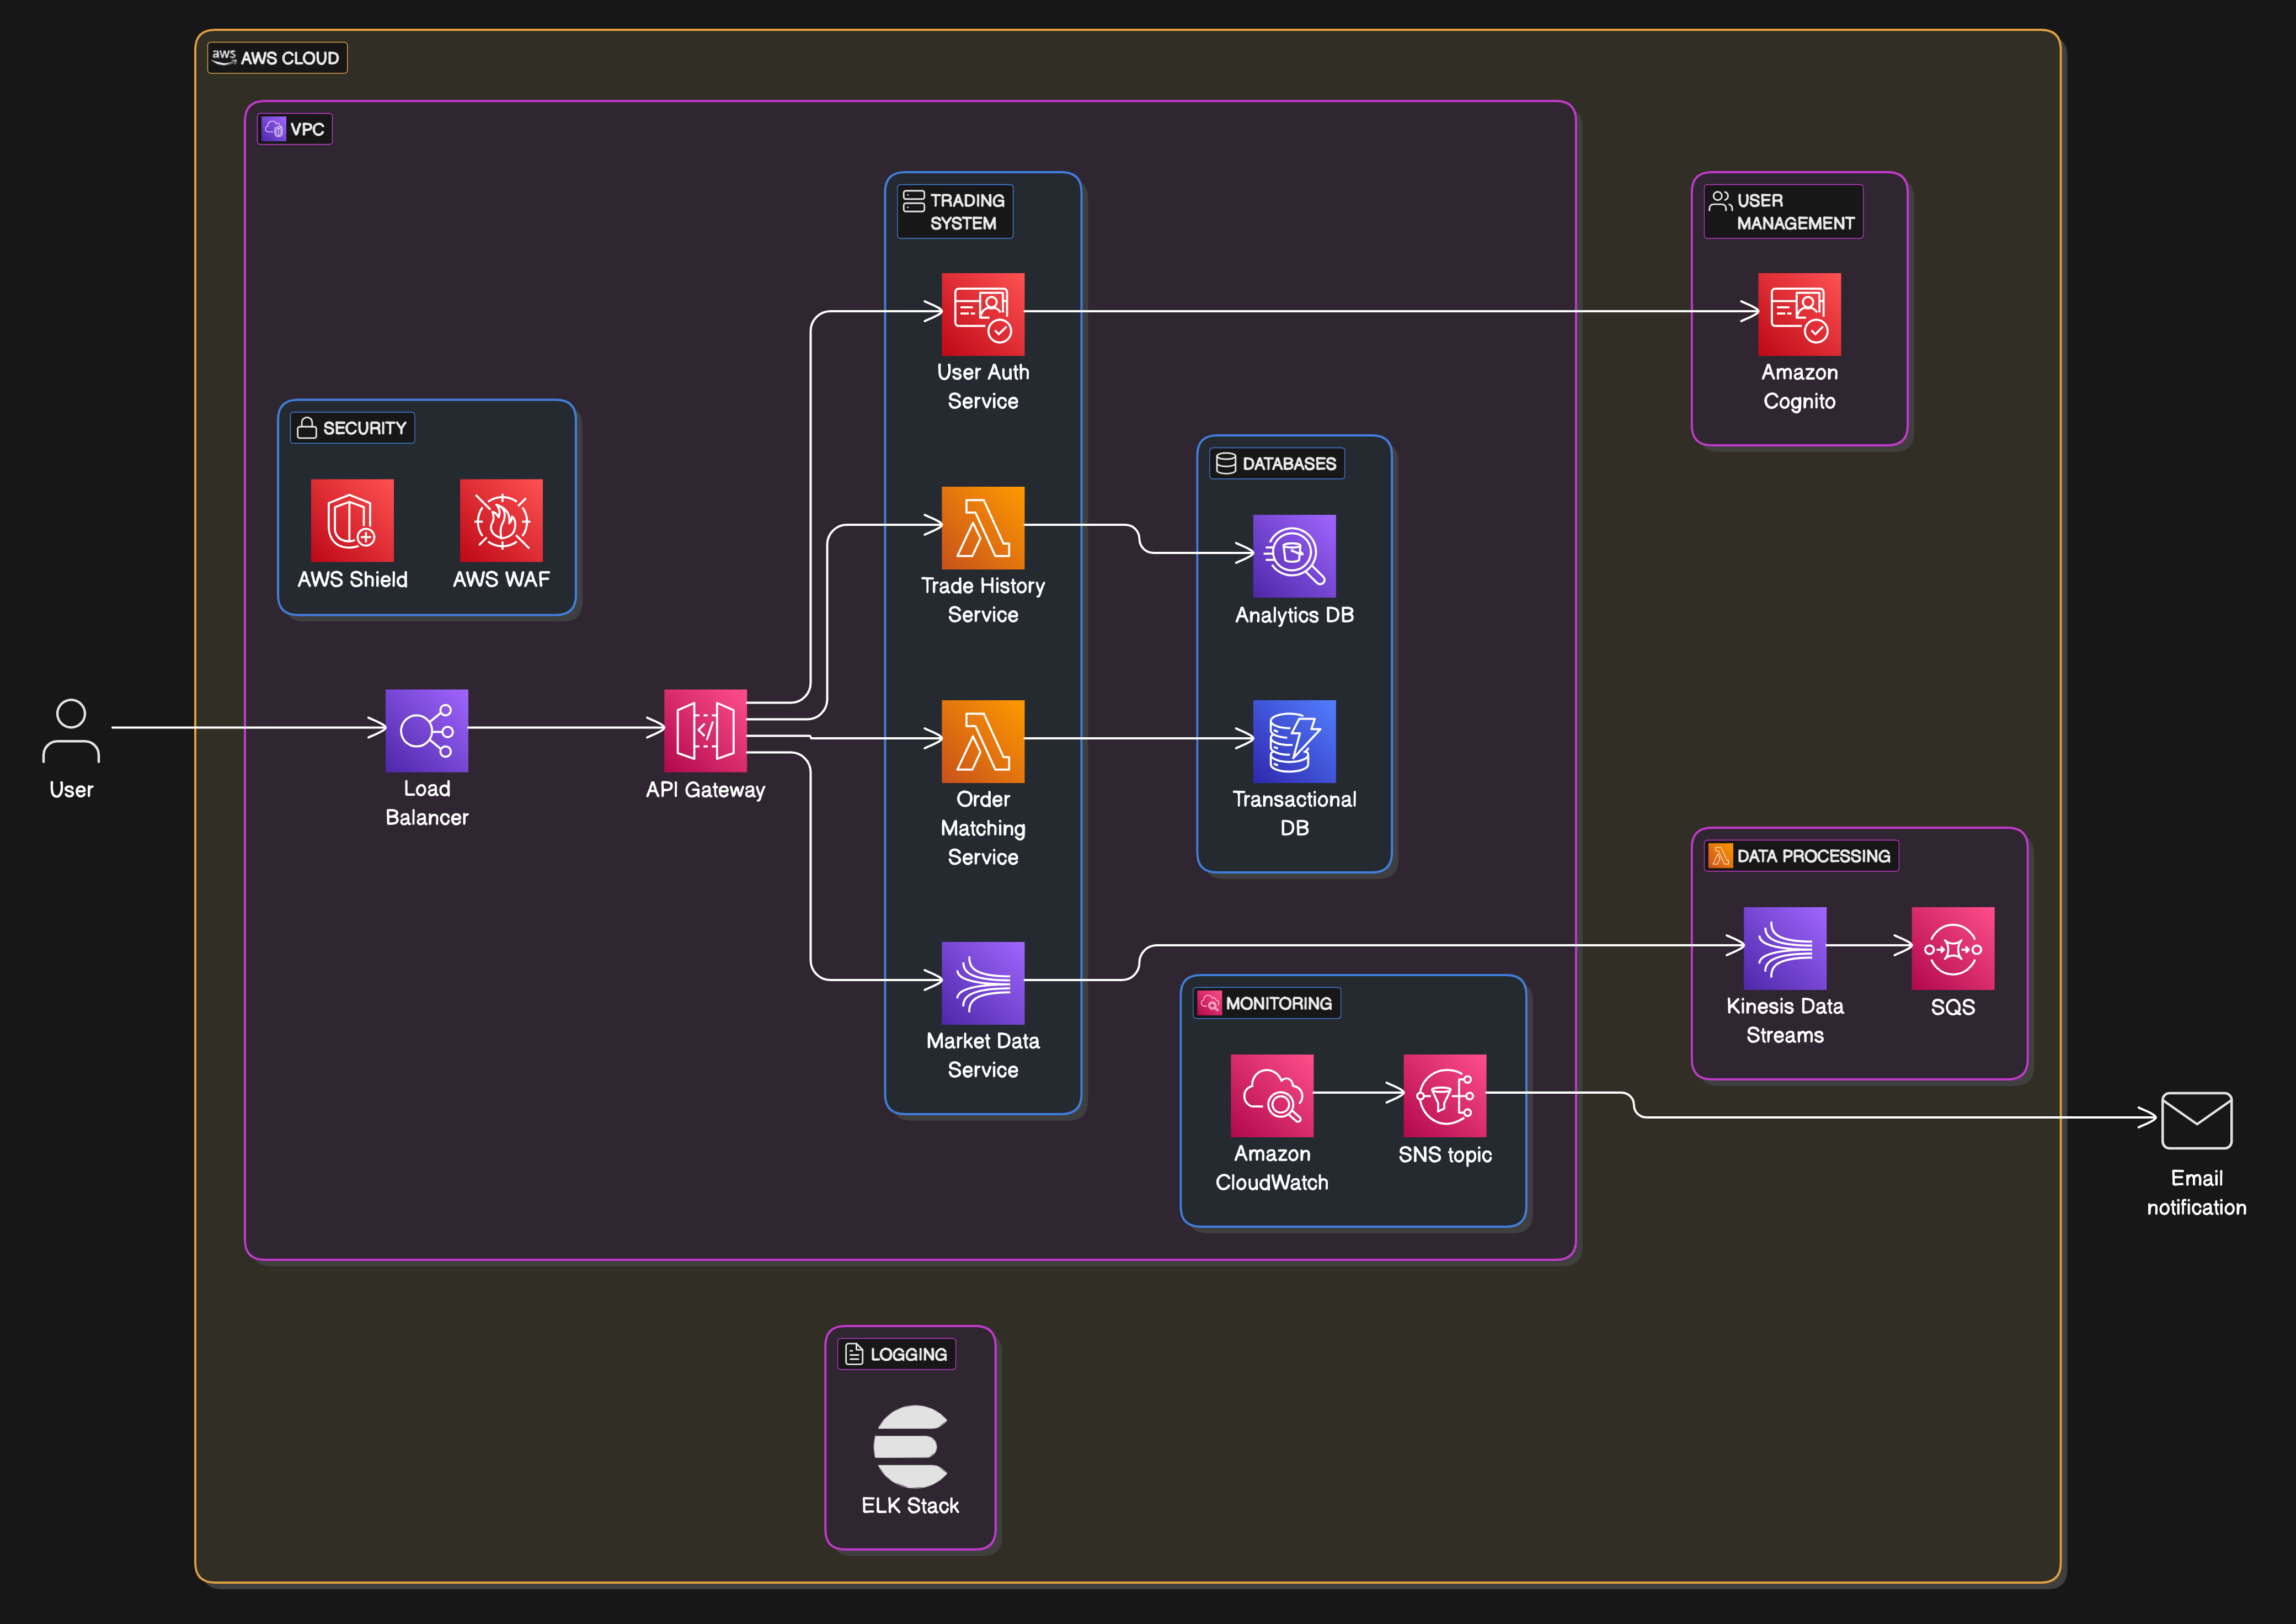 aws AWS CLOUD
VPC
TRADING
SYSTEM
USER
MANAGEMENT
User Auth
Service
Amazon
Cognito
SECURITY
AWS Shield
AWS WAF
DATABASES
Trade History
Service
Analytics DB
User
Load
Balancer
API Gateway
Order
Matching
Service
Transactional
DB
DATA PROCESSING
Kinesis Data
Streams
SQS
Market Data
Service
MONITORING
Amazon
CloudWatch
SNS topic
Email
notification
LOGGING
ELK Stack